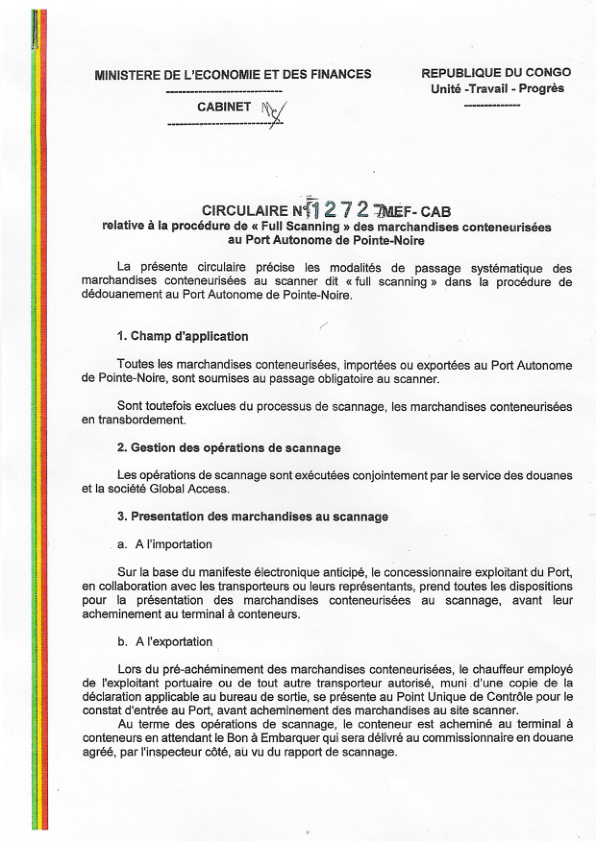 MINISTERE DE L'ECONOMIE ET DES FINANCES
REPUBLIQUE DU CONGO
Unité -Travail - Progrès
---------------------------
--------------
CABINET
---------------------------
CIRCULAIRE N° 1272 /MEF- CAB
relative à la procédure de « Full Scanning » des marchandises conteneurisées
au Port Autonome de Pointe-Noire
La présente circulaire précise les modalités de passage systématique des
marchandises conteneurisées au scanner dit « full scanning » dans la procédure de
dédouanement au Port Autonome de Pointe-Noire.
1. Champ d'application
Toutes les marchandises conteneurisées, importées ou exportées au Port Autonome
de Pointe-Noire, sont soumises au passage obligatoire au scanner.
Sont toutefois exclues du processus de scannage, les marchandises conteneurisées
en transbordement.
2. Gestion des opérations de scannage
Les opérations de scannage sont exécutées conjointement par le service des douanes
et la société Global Access.
3. Presentation des marchandises au scannage
a. A l'importation
Sur la base du manifeste électronique anticipé, le concessionnaire exploitant du Port,
en collaboration avec les transporteurs ou leurs représentants, prend toutes les dispositions
pour la présentation des marchandises conteneurisées au scannage, avant leur
acheminement au terminal à conteneurs.
b. A l'exportation
Lors du pré-achéminement des marchandises conteneurisées, le chauffeur employé
de l'exploitant portuaire ou de tout autre transporteur autorisé, muni d'une copie de la
déclaration applicable au bureau de sortie, se présente au Point Unique de Contrôle pour le
constat d'entrée au Port, avant acheminement des marchandises au site scanner.
Au terme des opérations de scannage, le conteneur est acheminé au terminal à
conteneurs en attendant le Bon à Embarquer qui sera délivré au commissionnaire en douane
agréé, par l'inspecteur côté, au vu du rapport de scannage.